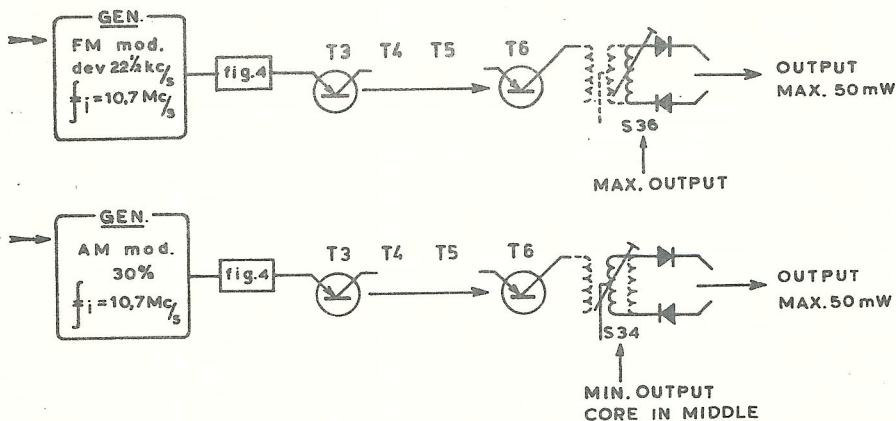 GEN.
FM mod.
dev 22½ kc/s
i = 10,7 Mc/s
fig.4
T3 T4 T5 T6
S36
MAX. OUTPUT
OUTPUT
MAX. 50 mW
GEN.
AM mod.
30%
i = 10,7 Mc/s
fig.4
T3 T4 T5 T6
S34
MIN. OUTPUT
CORE IN MIDDLE
OUTPUT
MAX. 50 mW